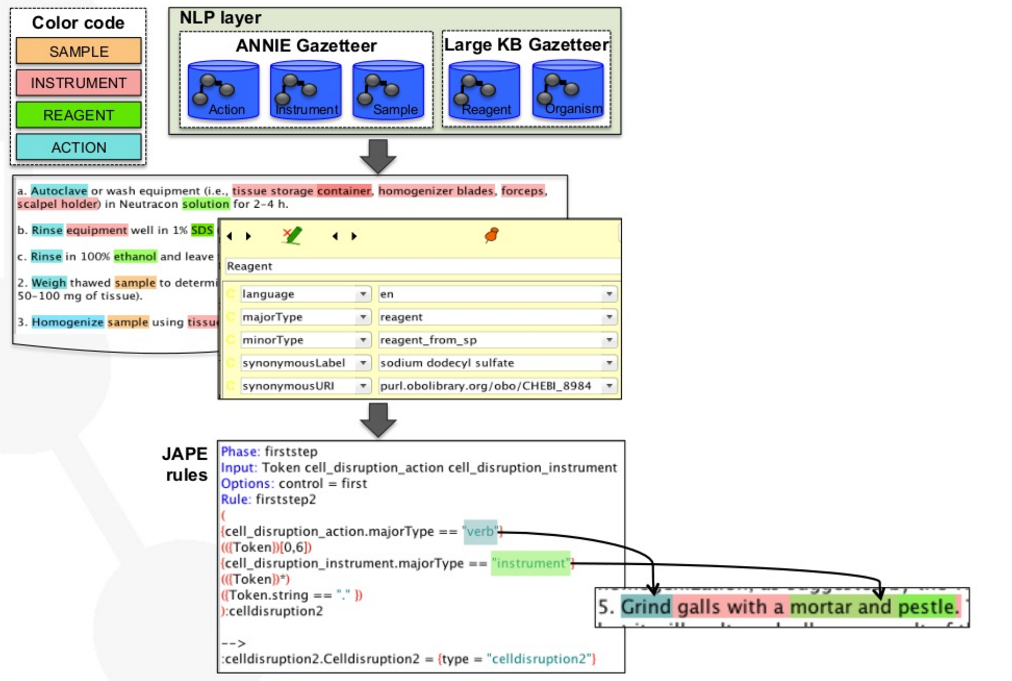 Color code
SAMPLE
INSTRUMENT
REAGENT
ACTION
NLP layer
ANNIE Gazetteer
Large KB Gazetteer
Action
Instrument
Sample
Reagent
Organism
a. Autoclave or wash equipment (i.e., tissue storage container, homogenizer blades, forceps,
scalpel holder) in Neutracon solution for 2-4 h.
b. Rinse equipment well in 1% SDS
c. Rinse in 100% ethanol and leave
2. Weigh thawed sample to determi
50-100 mg of tissue).
3. Homogenize sample using tissu
Reagent
C language en
C majorType reagent
C minorType reagent_from_sp
C synonymousLabel sodium dodecyl sulfate
C synonymousURI purl.obolibrary.org/obo/CHEBI_8984
JAPE
rules
Phase: firststep
Input: Token cell_disruption_action cell_disruption_instrument
Options: control = first
Rule: firststep2
(
{cell_disruption_action.majorType == "verb"}
(({Token})[0,6])
{cell_disruption_instrument.majorType == "instrument"}
(({Token})*)
({Token.string == "." })
):celldisruption2
-->
:celldisruption2.Celldisruption2 = {type = "celldisruption2"}
5. Grind galls with a mortar and pestle.